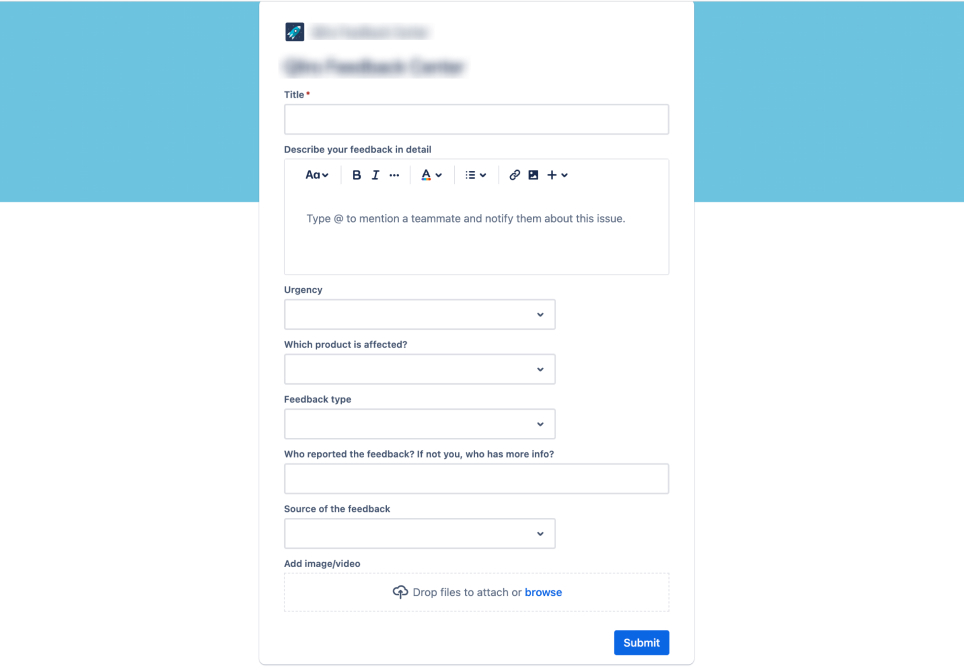 Feedback Center
Title *
Describe your feedback in detail
Aa
B I ... A
Type @ to mention a teammate and notify them about this issue.
Urgency
Which product is affected?
Feedback type
Who reported the feedback? If not you, who has more info?
Source of the feedback
Add image/video
Drop files to attach or browse
Submit